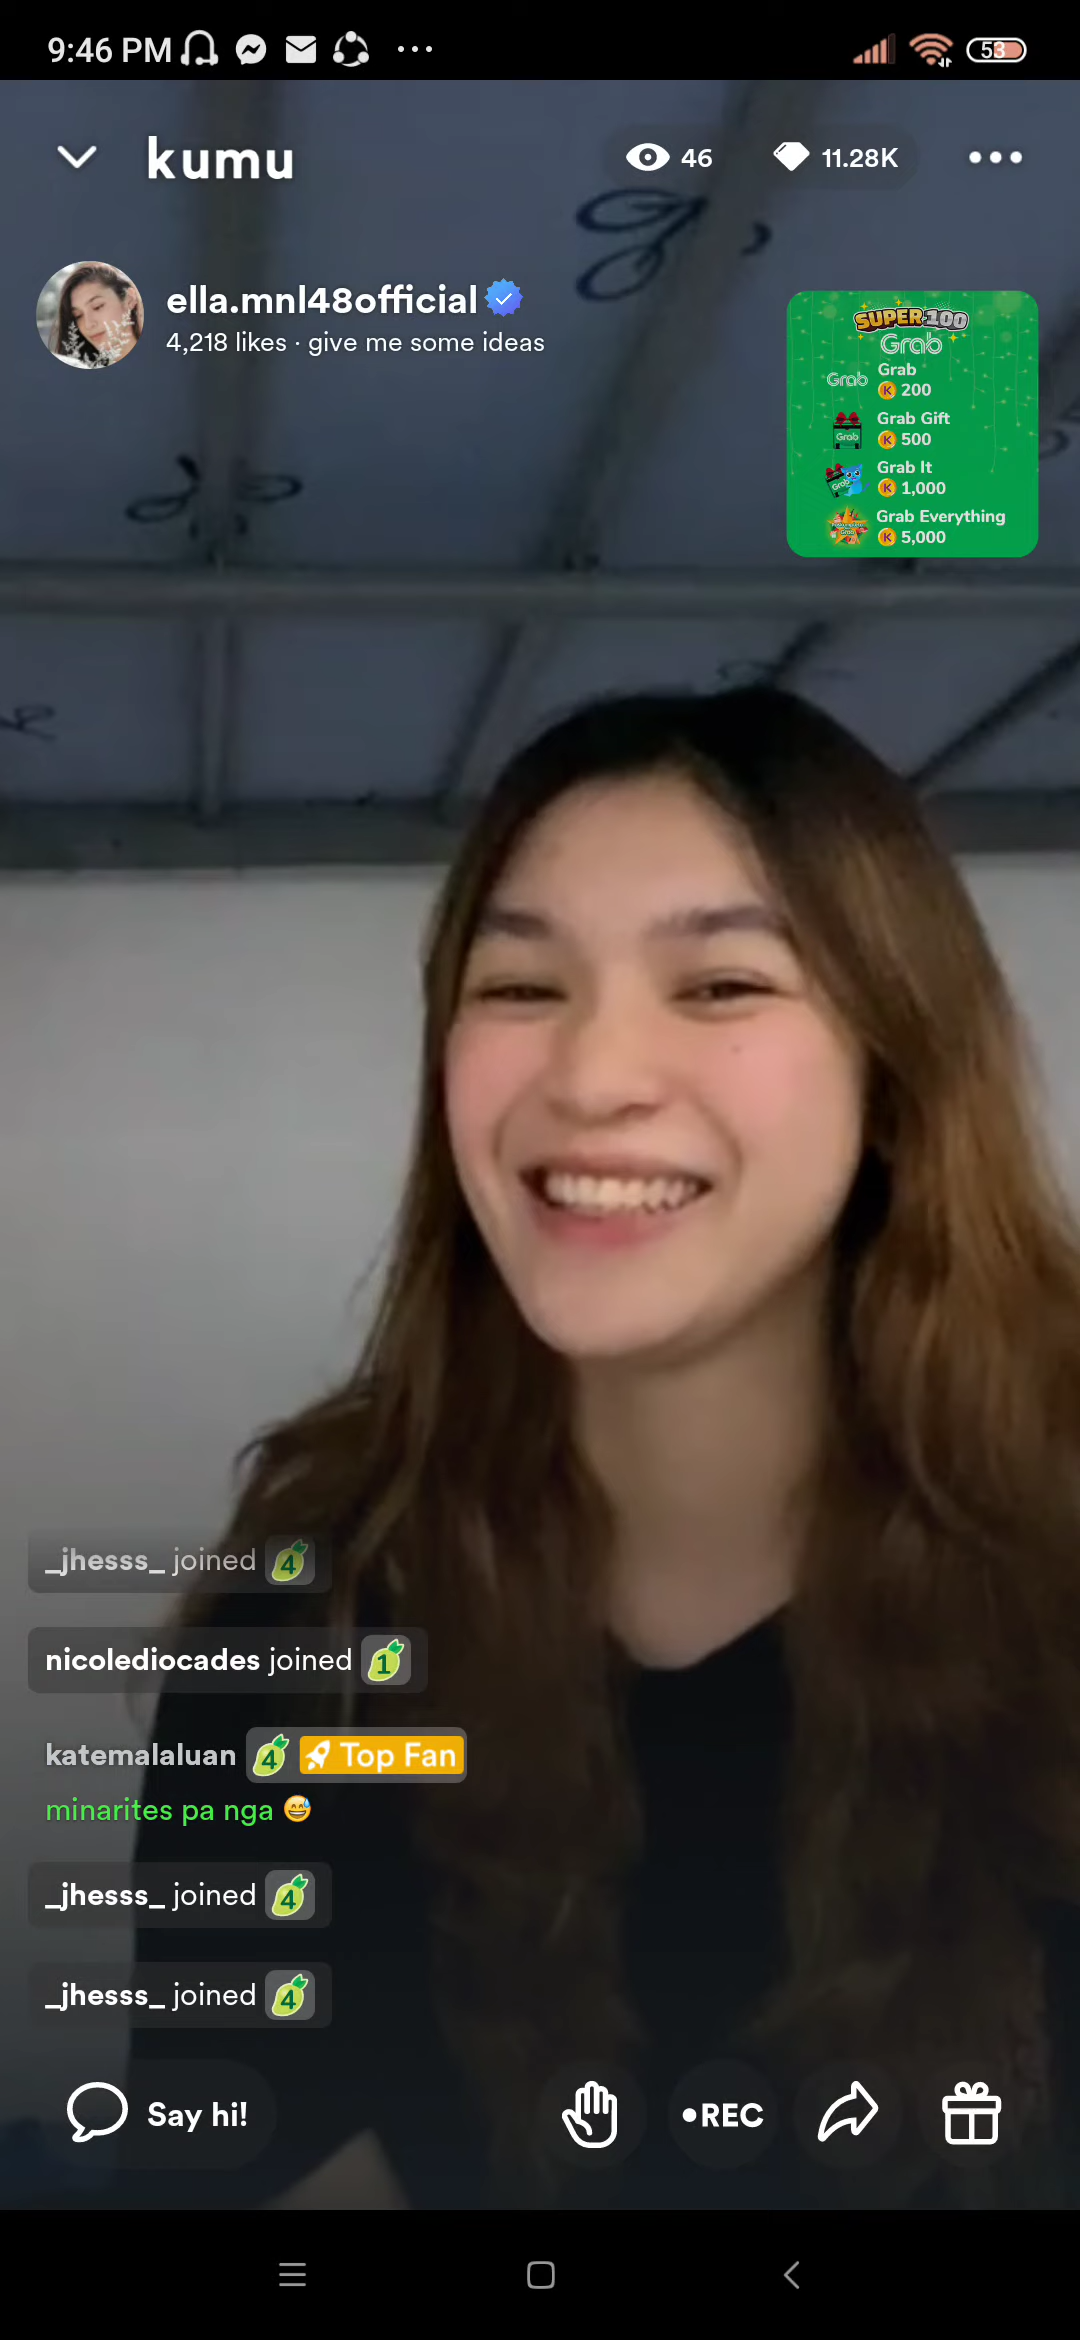 9:46 PM
53
kumu
46
11.28K
ella.mnl48official
4,218 likes · give me some ideas
SUPER-100
Grab
Grab
Grab
200
Grab
Grab Gift
500
Grab
Grab It
1,000
Grab Everything
5,000
_jhesss_ joined 4
nicolediocades joined 1
katemalaluan 4 Top Fan
minarites pa nga 😅
_jhesss_ joined 4
_jhesss_ joined 4
Say hi!
REC